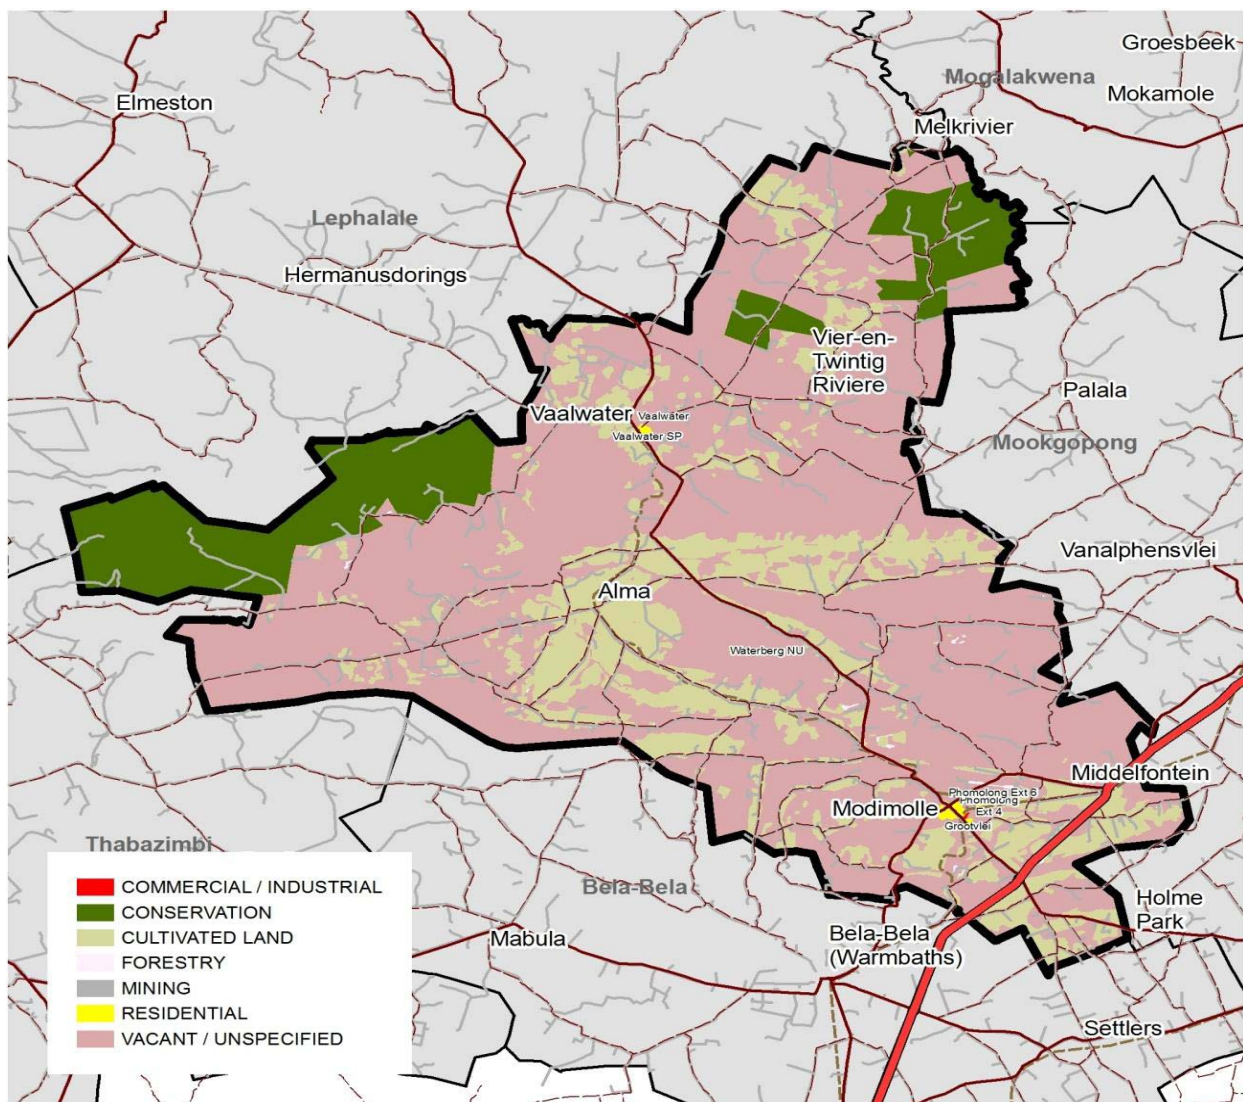 Groesbeek
Mogalakwena
Elmeston
Mokamole
Melkrivier
Lephalale
Hermanusdorings
Vier-en-
Twintig
Riviere
Palala
Vaalwater
Vaalwater
Vaalwater SP
Mookgopong
Vanalphensvlei
Alma
Waterberg NU
Middelfontein
Phomolong Ext 6
Phomolong
Ext 4
Modimolle
Grootvlei
Thabazimbi
Bela-Bela
Holme
Park
Mabula
Bela-Bela
(Warmbaths)
Settlers
COMMERCIAL / INDUSTRIAL
CONSERVATION
CULTIVATED LAND
FORESTRY
MINING
RESIDENTIAL
VACANT / UNSPECIFIED